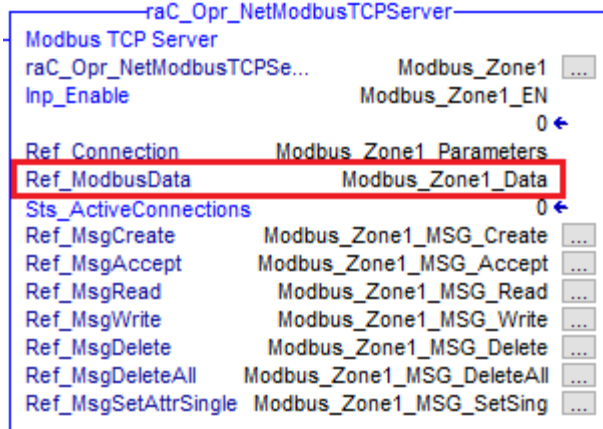 raC_Opr_NetModbusTCPServer
Modbus TCP Server
raC_Opr_NetModbusTCPSe... Modbus_Zone1 ...
Inp_Enable Modbus_Zone1_EN
0
Ref_Connection Modbus_Zone1_Parameters
Ref_ModbusData Modbus_Zone1_Data
Sts_ActiveConnections 0
Ref_MsgCreate Modbus_Zone1_MSG_Create ...
Ref_MsgAccept Modbus_Zone1_MSG_Accept ...
Ref_MsgRead Modbus_Zone1_MSG_Read ...
Ref_MsgWrite Modbus_Zone1_MSG_Write ...
Ref_MsgDelete Modbus_Zone1_MSG_Delete ...
Ref_MsgDeleteAll Modbus_Zone1_MSG_DeleteAll ...
Ref_MsgSetAttrSingle Modbus_Zone1_MSG_SetSing ...